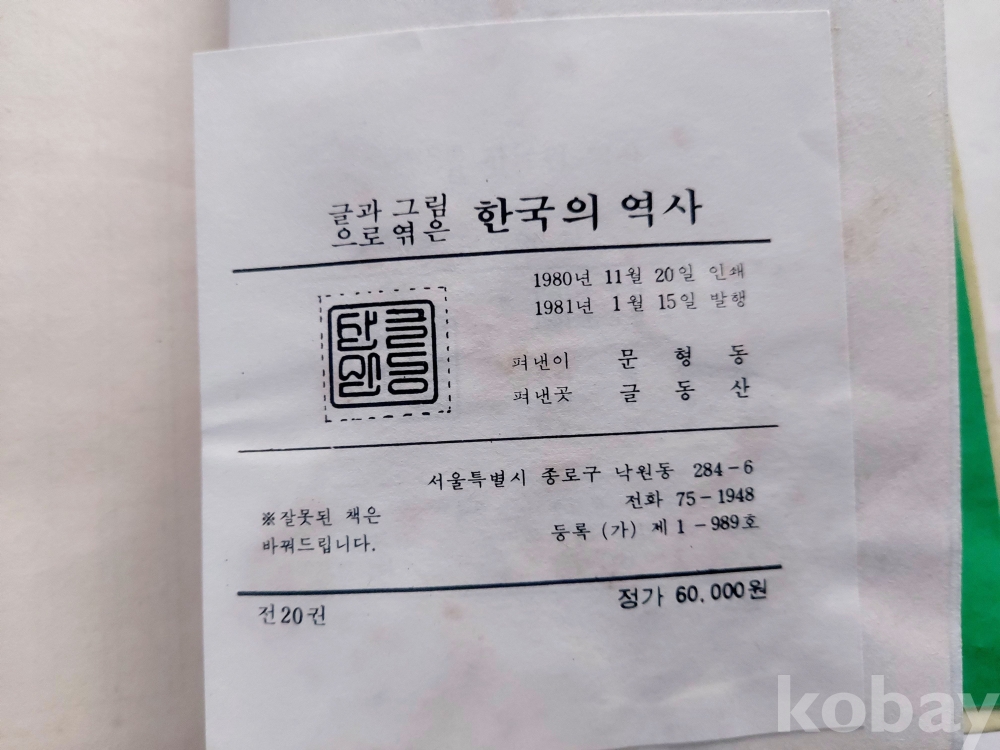 글과 그림
으로 엮은
한국의 역사
1980년 11월 20일 인쇄
1981년 1월 15일 발행
펴낸이 문형동
펴낸곳 글동산
서울특별시 종로구 낙원동 284-6
전화 75-1948
등록 (가) 제1-989호
※잘못된 책은
바꿔드립니다.
전20권
정가 60,000원
kobay